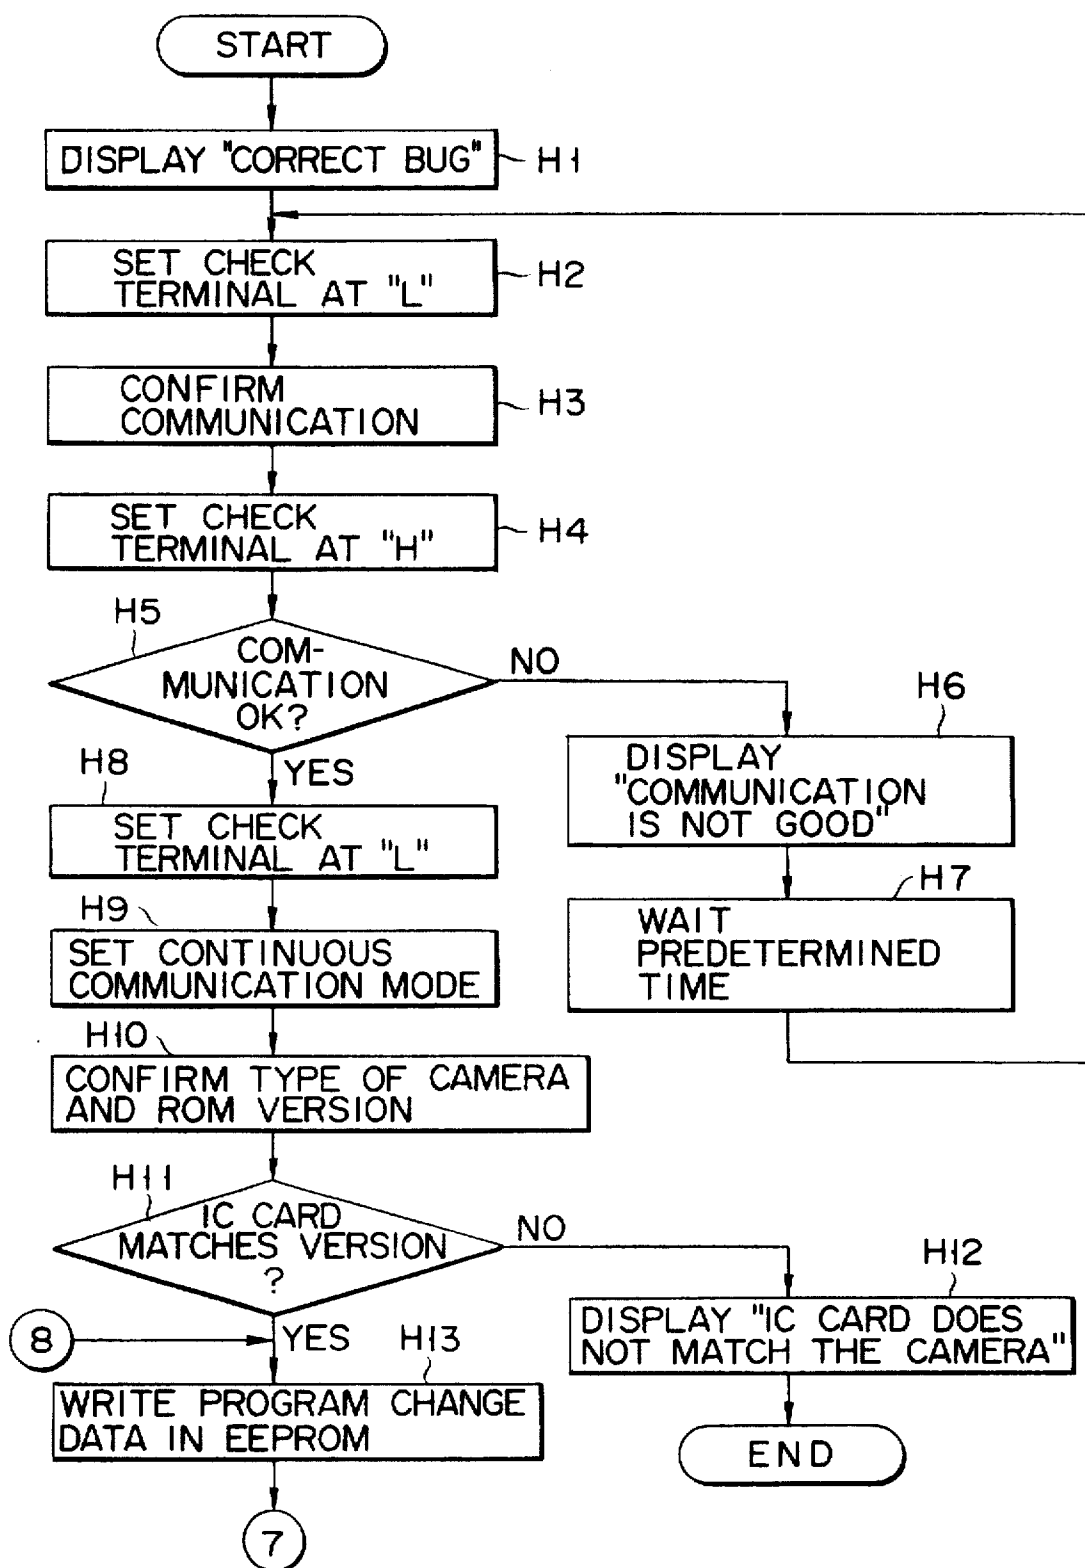 START
DISPLAY "CORRECT BUG"
H1
SET CHECK
TERMINAL AT "L"
H2
CONFIRM
COMMUNICATION
H3
SET CHECK
TERMINAL AT "H"
H4
H5
COM-
MUNICATION
OK?
NO
YES
H6
DISPLAY
"COMMUNICATION
IS NOT GOOD"
H7
WAIT
PREDETERMINED
TIME
H8
SET CHECK
TERMINAL AT "L"
H9
SET CONTINUOUS
COMMUNICATION MODE
H10
CONFIRM TYPE OF CAMERA
AND ROM VERSION
H11
IC CARD
MATCHES VERSION
?
NO
YES
H12
DISPLAY "IC CARD DOES
NOT MATCH THE CAMERA"
END
8
H13
WRITE PROGRAM CHANGE
DATA IN EEPROM
7